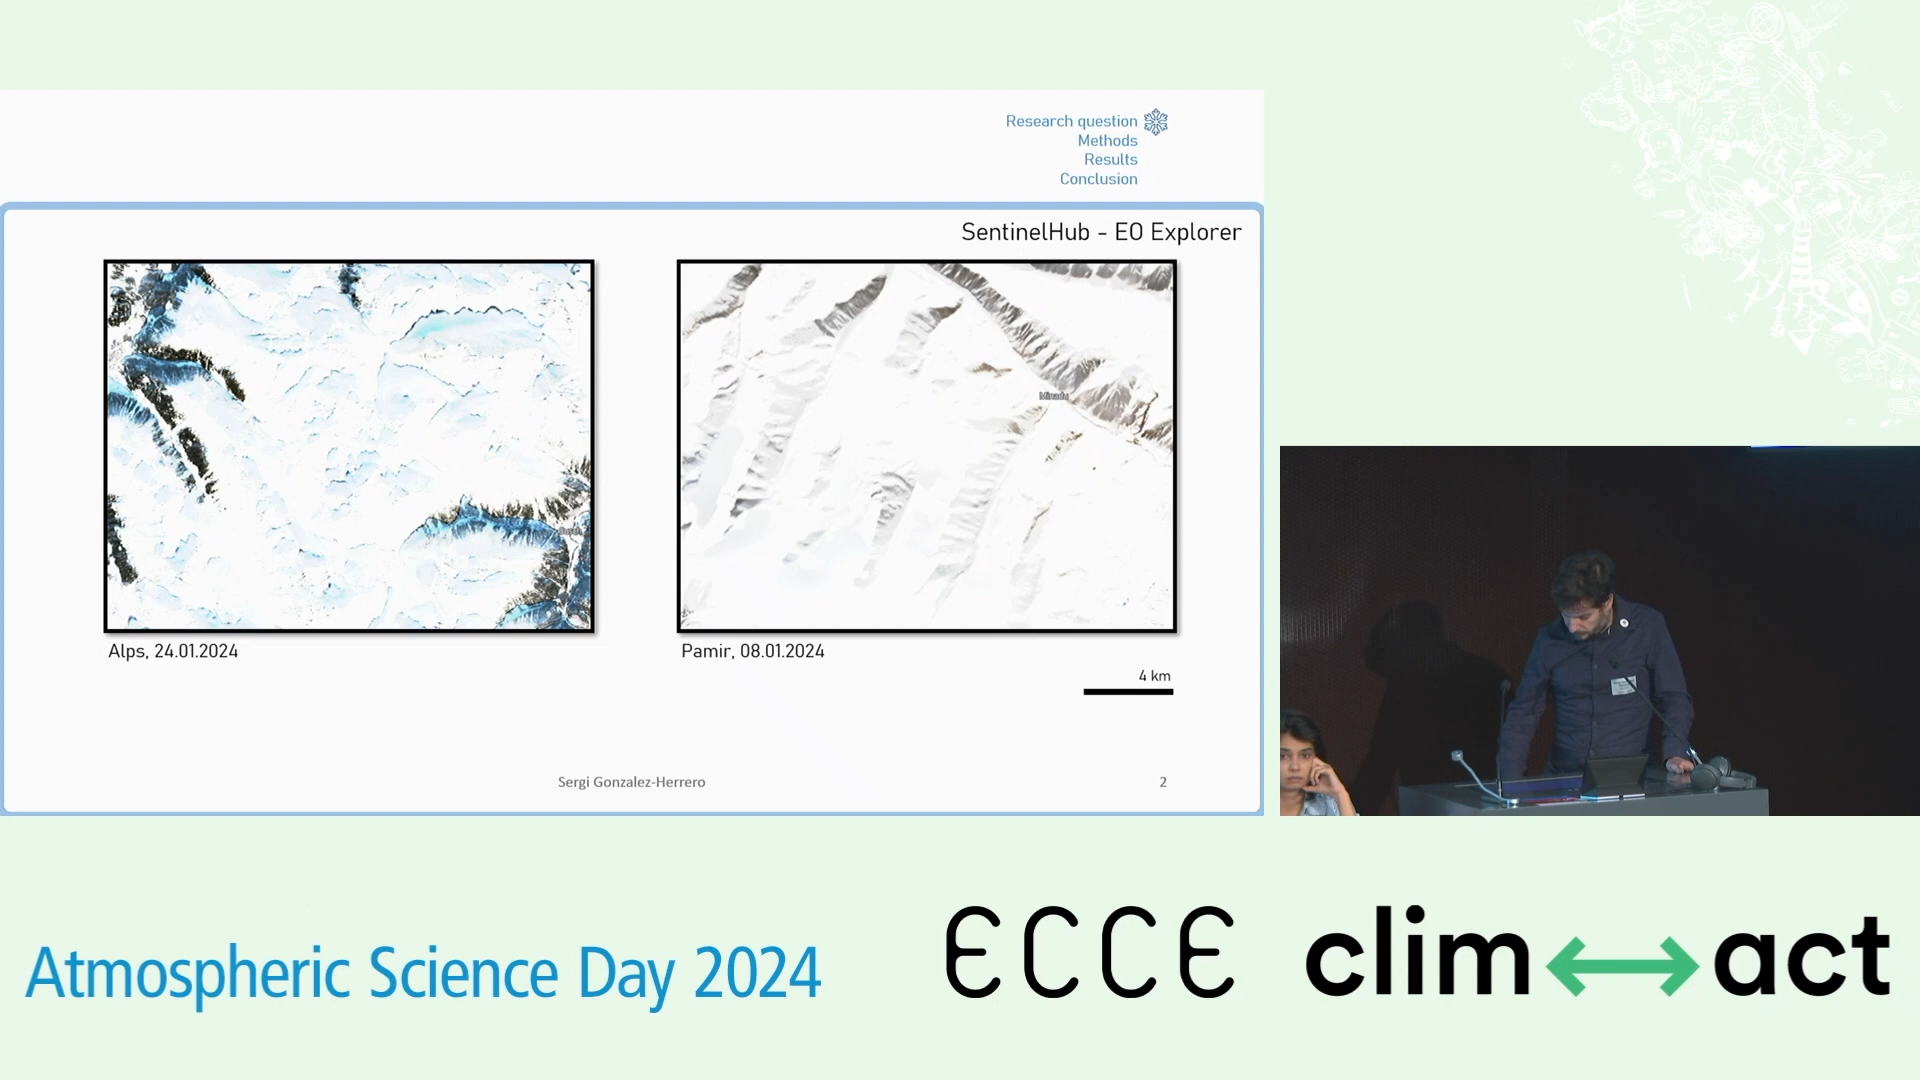 Research question
Methods
Results
Conclusion
SentinelHub - EO Explorer
Alps, 24.01.2024
Pamir, 08.01.2024
4 km
Sergi Gonzalez-Herrero
2
Atmospheric Science Day 2024
ECCE
clim
act